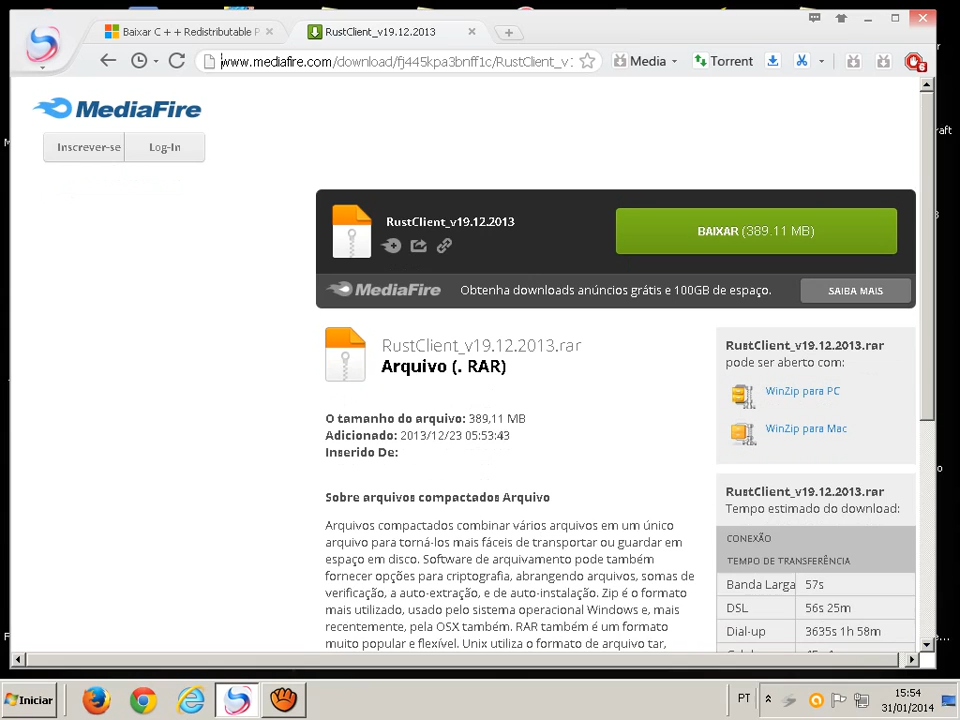 Baixar C ++ Redistributable P
RustClient_v19.12.2013
www.mediafire.com/download/fj445kpa3bnff1c/RustClient_v1
Media
Torrent
6
MediaFire
Inscrever-se
Log-In
RustClient_v19.12.2013
BAIXAR (389.11 MB)
MediaFire
Obtenha downloads anúncios grátis e 100GB de espaço.
SAIBA MAIS
RustClient_v19.12.2013.rar
Arquivo (. RAR)
O tamanho do arquivo: 389,11 MB
Adicionado: 2013/12/23 05:53:43
Inserido De:
Sobre arquivos compactados Arquivo
Arquivos compactados combinar vários arquivos em um único
arquivo para torná-los mais fáceis de transportar ou guardar em
espaço em disco. Software de arquivamento pode também
fornecer opções para criptografia, abrangendo arquivos, somas de
verificação, a auto-extração, e de auto-instalação. Zip é o formato
mais utilizado, usado pelo sistema operacional Windows e, mais
recentemente, pela OSX também. RAR também é um formato
muito popular e flexível. Unix utiliza o formato de arquivo tar,
RustClient_v19.12.2013.rar
pode ser aberto com:
WinZip para PC
WinZip para Mac
RustClient_v19.12.2013.rar
Tempo estimado do download:
CONEXÃO
TEMPO DE TRANSFERÊNCIA
Banda Larga 57s
DSL 56s 25m
Dial-up 3635s 1h 58m
raft
Iniciar
PT
15:54
31/01/2014